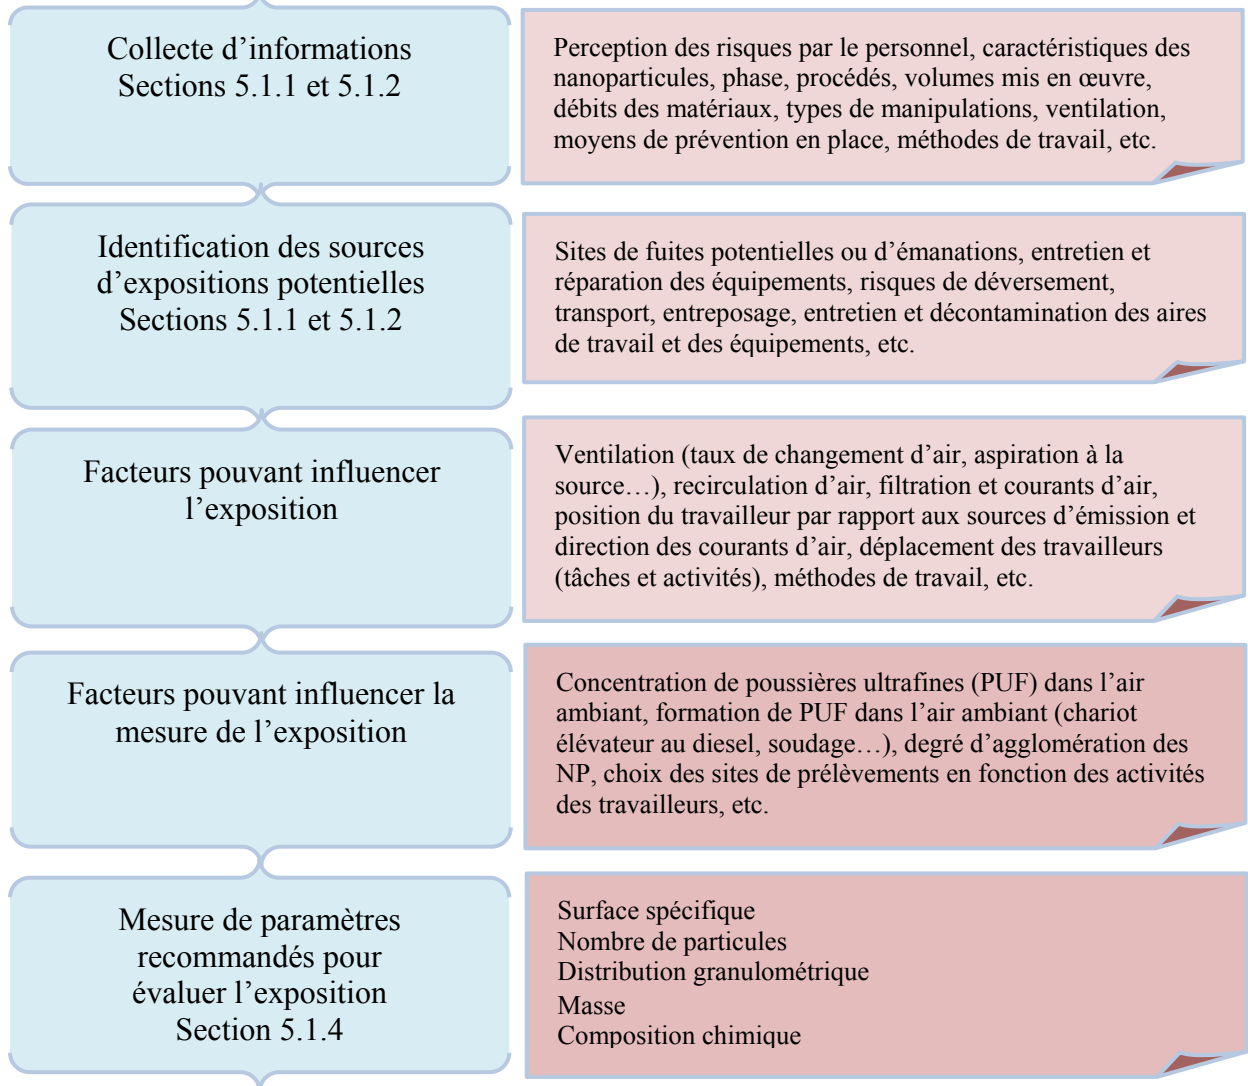 Collecte d’informations
Sections 5.1.1 et 5.1.2
Perception des risques par le personnel, caractéristiques des
nanoparticules, phase, procédés, volumes mis en œuvre,
débits des matériaux, types de manipulations, ventilation,
moyens de prévention en place, méthodes de travail, etc.
Identification des sources
d’expositions potentielles
Sections 5.1.1 et 5.1.2
Sites de fuites potentielles ou d’émanations, entretien et
réparation des équipements, risques de déversement,
transport, entreposage, entretien et décontamination des aires
de travail et des équipements, etc.
Facteurs pouvant influencer
l’exposition
Ventilation (taux de changement d’air, aspiration à la
source…), recirculation d’air, filtration et courants d’air,
position du travailleur par rapport aux sources d’émission et
direction des courants d’air, déplacement des travailleurs
(tâches et activités), méthodes de travail, etc.
Facteurs pouvant influencer la
mesure de l’exposition
Concentration de poussières ultrafines (PUF) dans l’air
ambiant, formation de PUF dans l’air ambiant (chariot
élévateur au diesel, soudage…), degré d’agglomération des
NP, choix des sites de prélèvements en fonction des activités
des travailleurs, etc.
Mesure de paramètres
recommandés pour
évaluer l’exposition
Section 5.1.4
Surface spécifique
Nombre de particules
Distribution granulométrique
Masse
Composition chimique